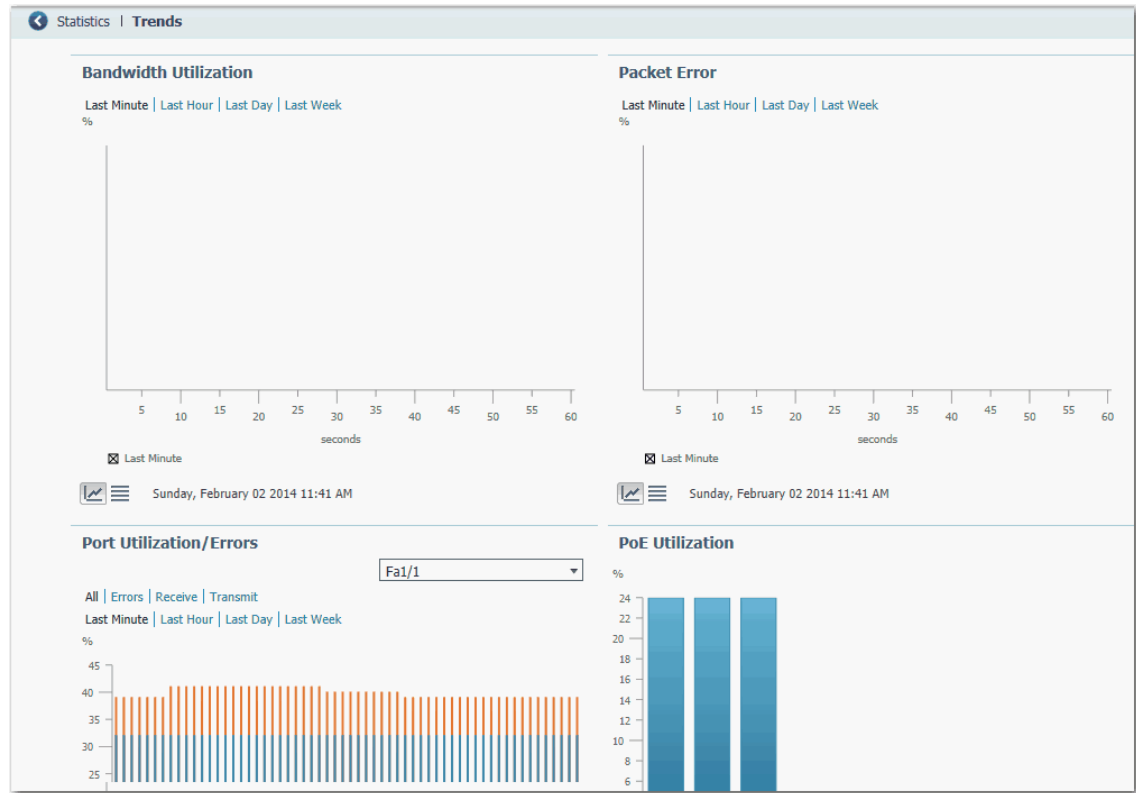 Statistics | Trends
Bandwidth Utilization
Last Minute | Last Hour | Last Day | Last Week
%
5 10 15 20 25 30 35 40 45 50 55 60
seconds
Last Minute
Sunday, February 02 2014 11:41 AM
Packet Error
Last Minute | Last Hour | Last Day | Last Week
%
5 10 15 20 25 30 35 40 45 50 55 60
seconds
Last Minute
Sunday, February 02 2014 11:41 AM
Port Utilization/Errors
Fa1/1
All | Errors | Receive | Transmit
Last Minute | Last Hour | Last Day | Last Week
%
45
40
35
30
25
PoE Utilization
%
24
22
20
18
16
14
12
10
8
6